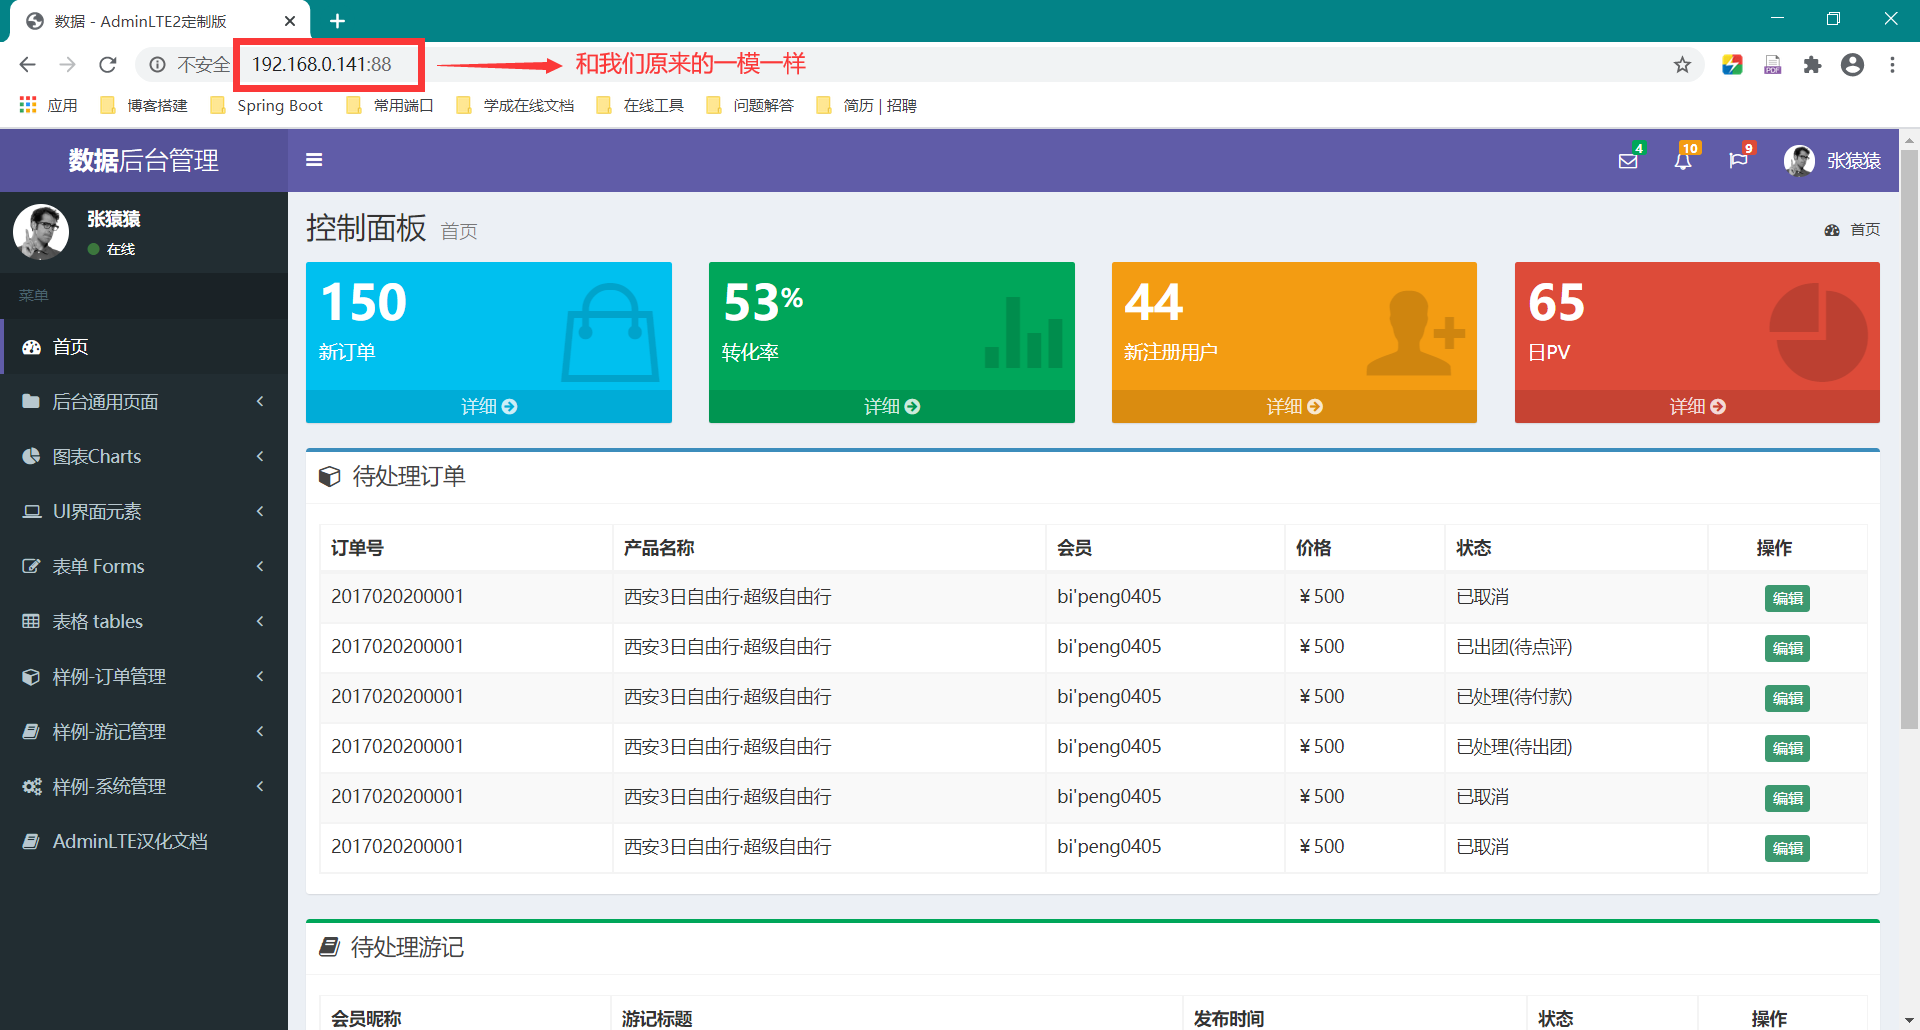 数据 - AdminLTE2定制版
不安全 192.168.0.141:88 和我们原来的一模一样
应用 博客搭建 Spring Boot 常用端口 学成在线文档 在线工具 问题解答 简历 | 招聘
数据后台管理
4 10 9 张猿猿
张猿猿
在线
菜单
首页
后台通用页面
图表Charts
UI界面元素
表单 Forms
表格 tables
样例-订单管理
样例-游记管理
样例-系统管理
AdminLTE汉化文档
控制面板 首页
首页
150
新订单
详细
53%
转化率
详细
44
新注册用户
详细
65
日PV
详细
待处理订单
订单号 产品名称 会员 价格 状态 操作
2017020200001 西安3日自由行·超级自由行 bi'peng0405 ￥500 已取消 编辑
2017020200001 西安3日自由行·超级自由行 bi'peng0405 ￥500 已出团(待点评) 编辑
2017020200001 西安3日自由行·超级自由行 bi'peng0405 ￥500 已处理(待付款) 编辑
2017020200001 西安3日自由行·超级自由行 bi'peng0405 ￥500 已处理(待出团) 编辑
2017020200001 西安3日自由行·超级自由行 bi'peng0405 ￥500 已取消 编辑
2017020200001 西安3日自由行·超级自由行 bi'peng0405 ￥500 已取消 编辑
待处理游记
会员昵称 游记标题 发布时间 状态 操作